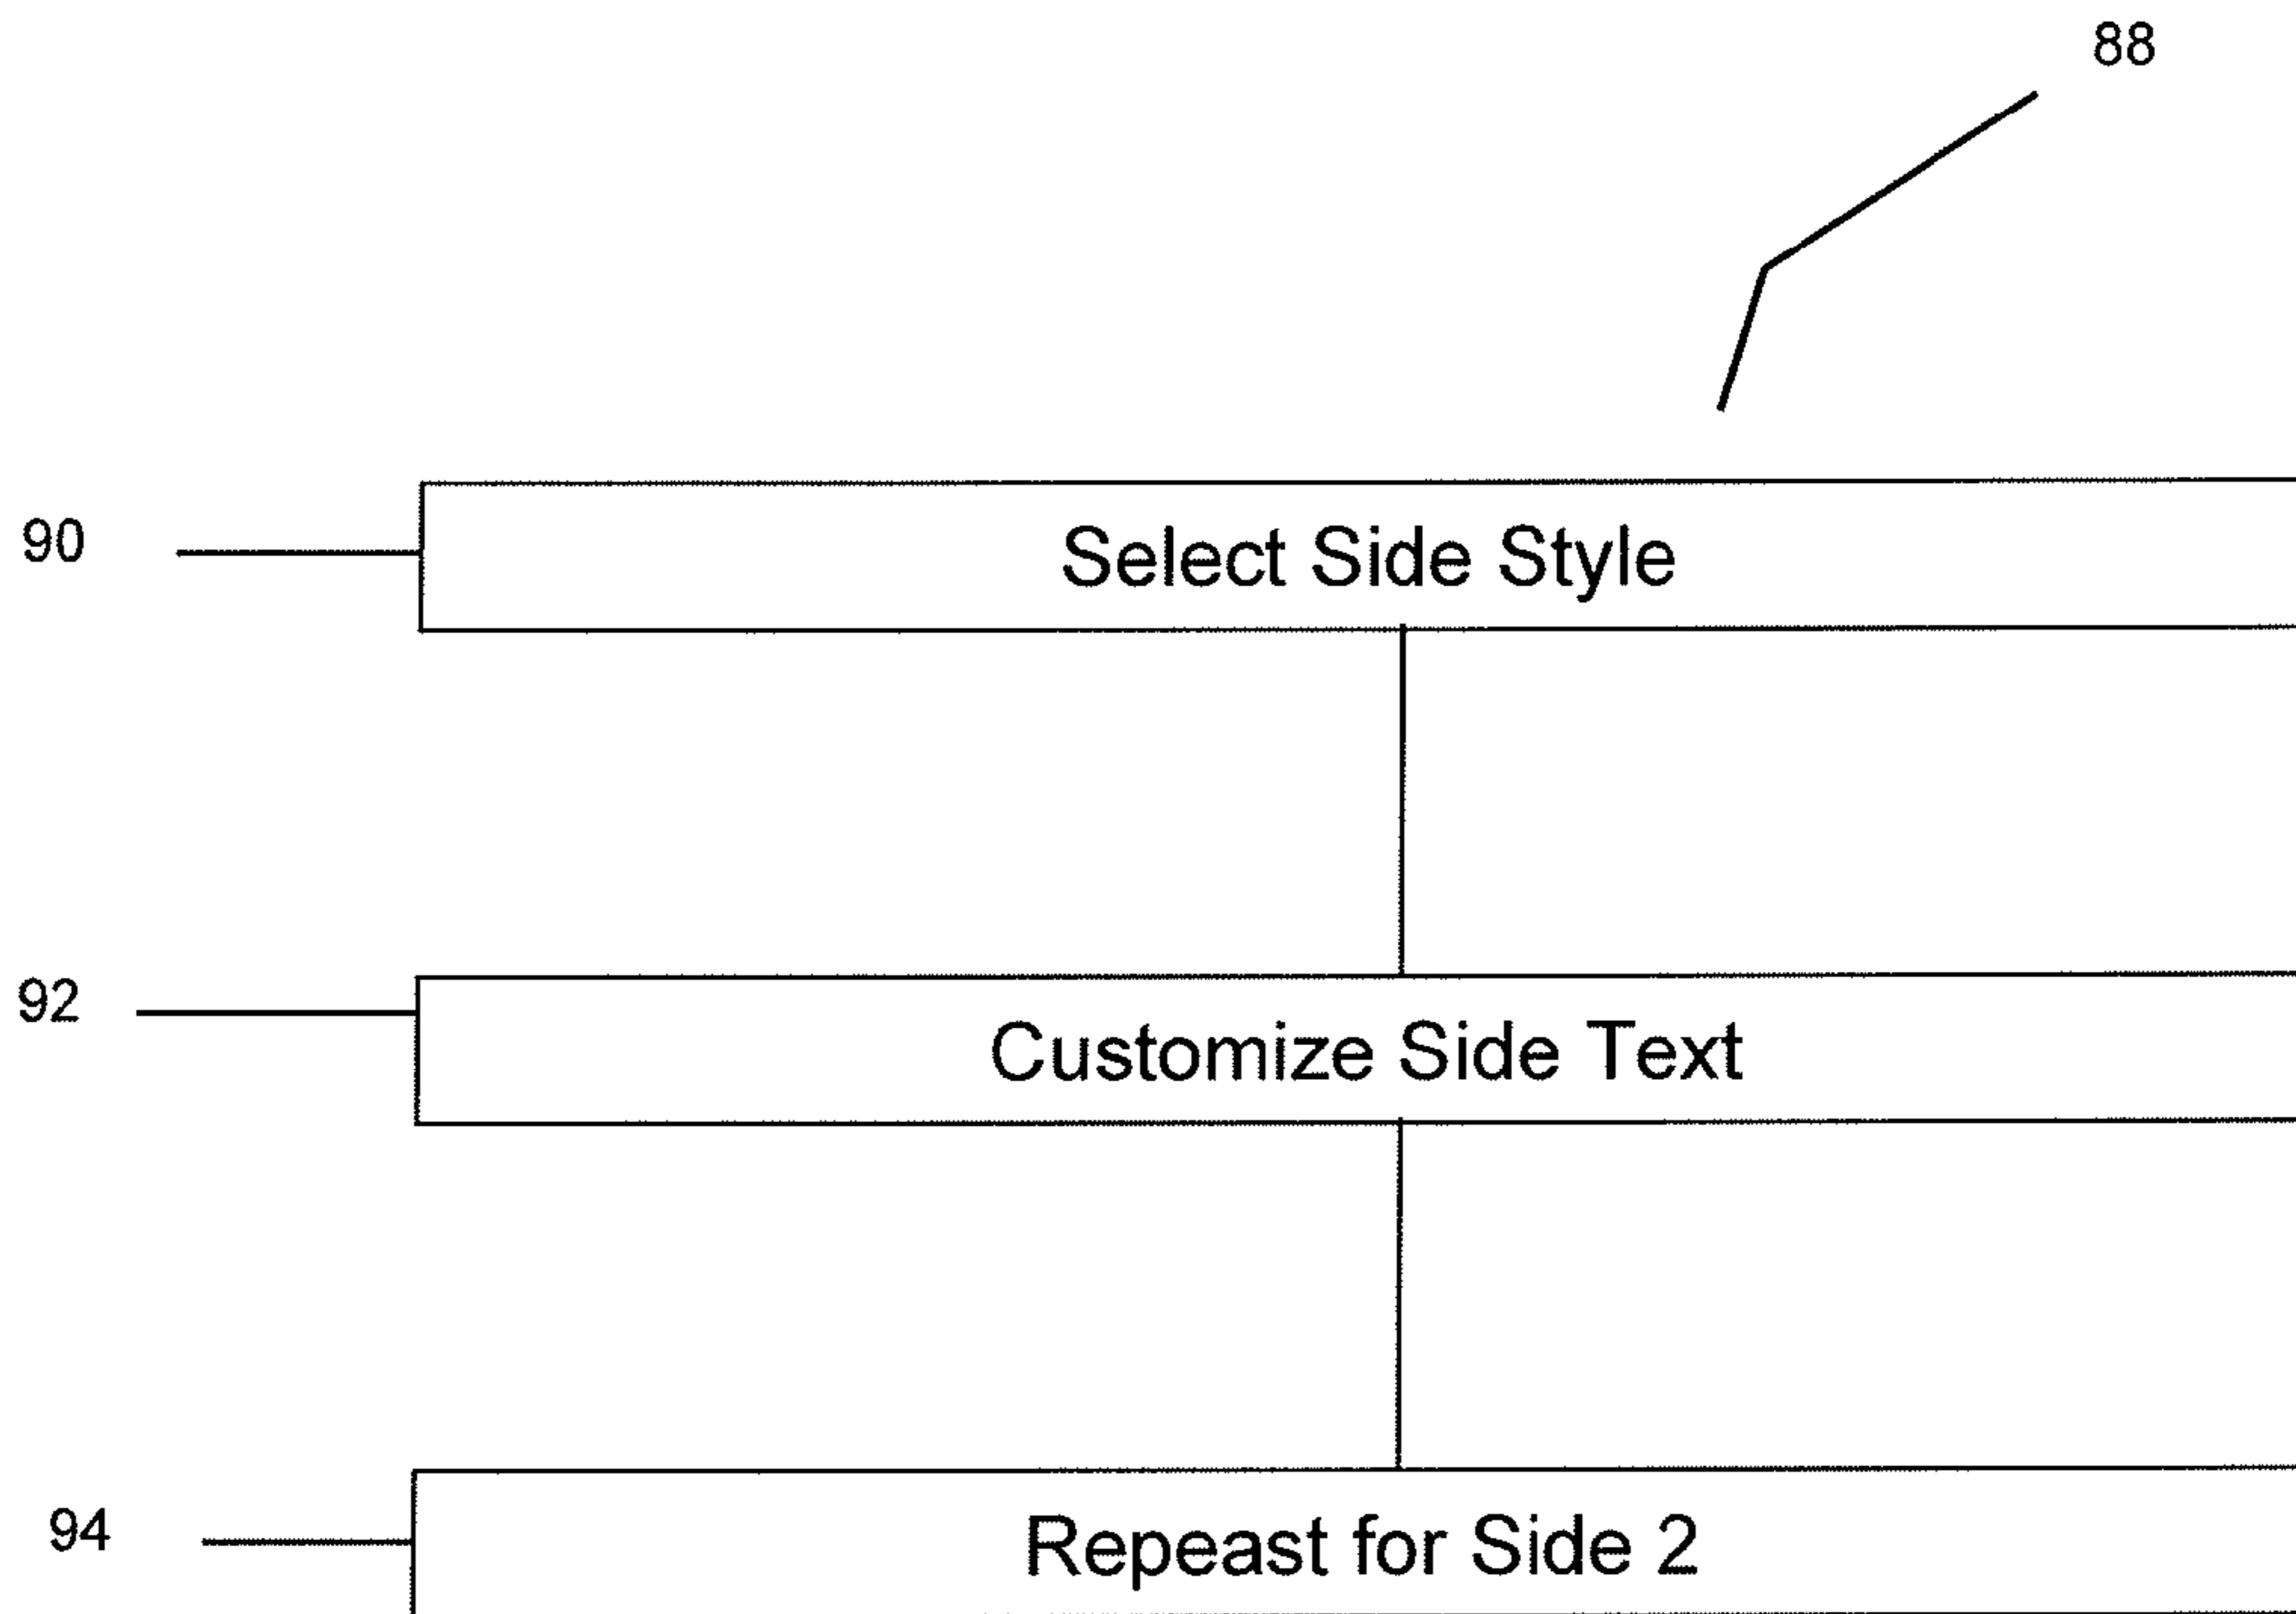 88
90
Select Side Style
92
Customize Side Text
94
Repeast for Side 2